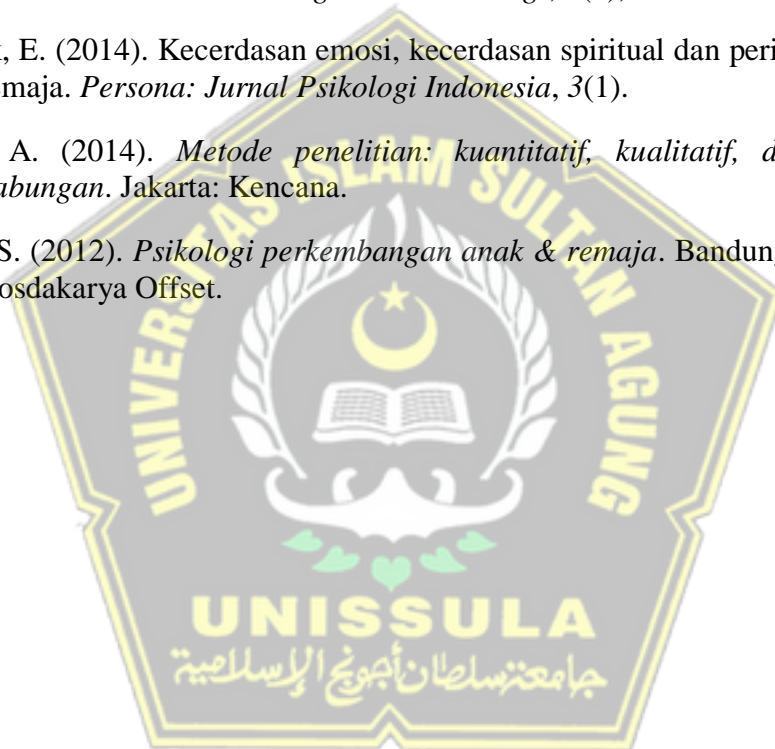 , E. (2014). Kecerdasan emosi, kecerdasan spiritual dan peri
maja. Persona: Jurnal Psikologi Indonesia, 3(1).
A. (2014). Metode penelitian: kuantitatif, kualitatif, d
abungan. Jakarta: Kencana.
S. (2012). Psikologi perkembangan anak & remaja. Bandung
osdakarya Offset.
UNIVERSITAS ISLAM SULTAN AGUNG
UNISSULA
جامعة سلطان أجونج الإسلامية